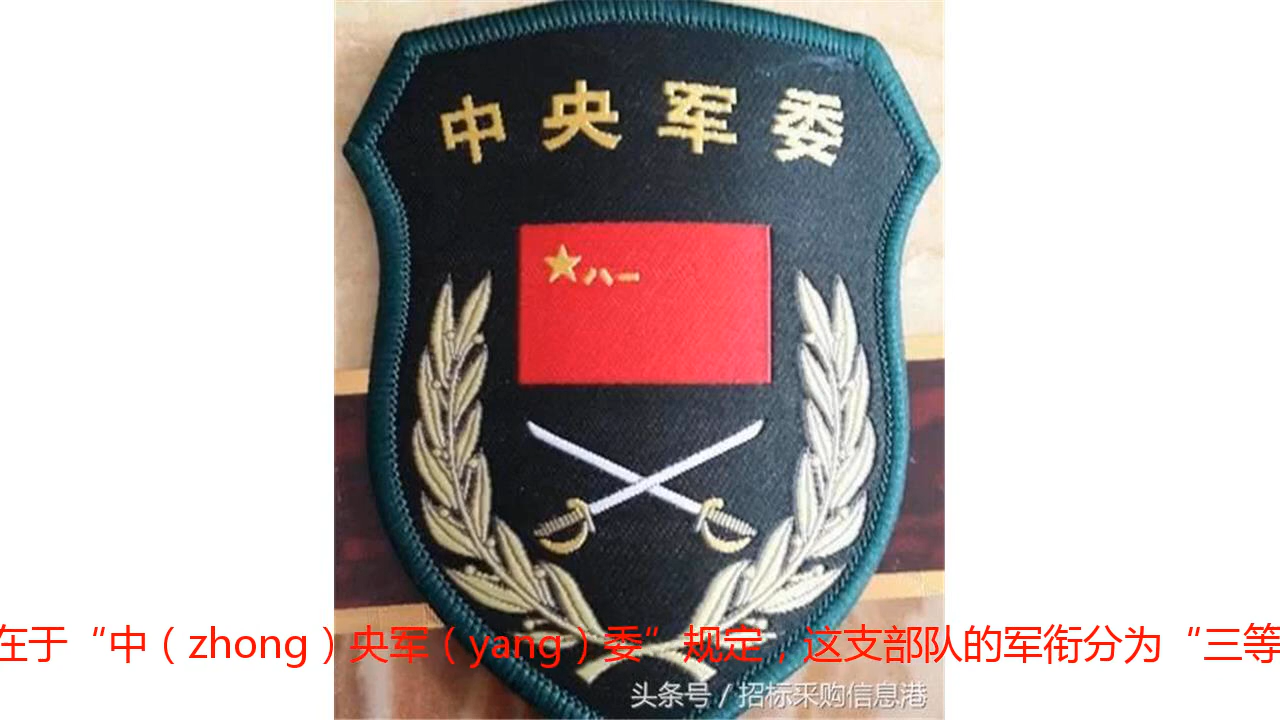 中央军委
八一
在于“中（zhong）央军（yang）委”规定，这支部队的军衔分为“三等
头条号 / 招标采购信息港